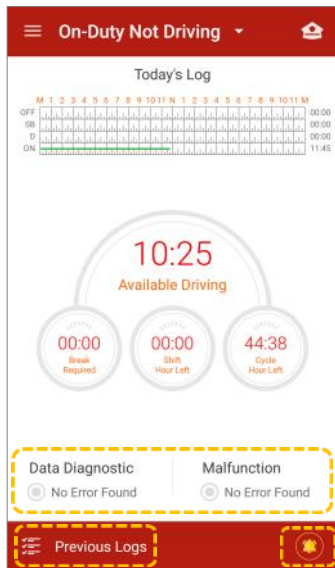 On-Duty Not Driving
Today's Log
M 1 2 3 4 5 6 7 8 9 10 11 N 1 2 3 4 5 6 7 8 9 10 11 M
OFF 00:00
SB 00:00
D 00:00
ON 11:45
10:25
Available Driving
00:00
Break
Required
00:00
Shift
Hour Left
44:38
Cycle
Hour Left
Data Diagnostic
No Error Found
Malfunction
No Error Found
Previous Logs